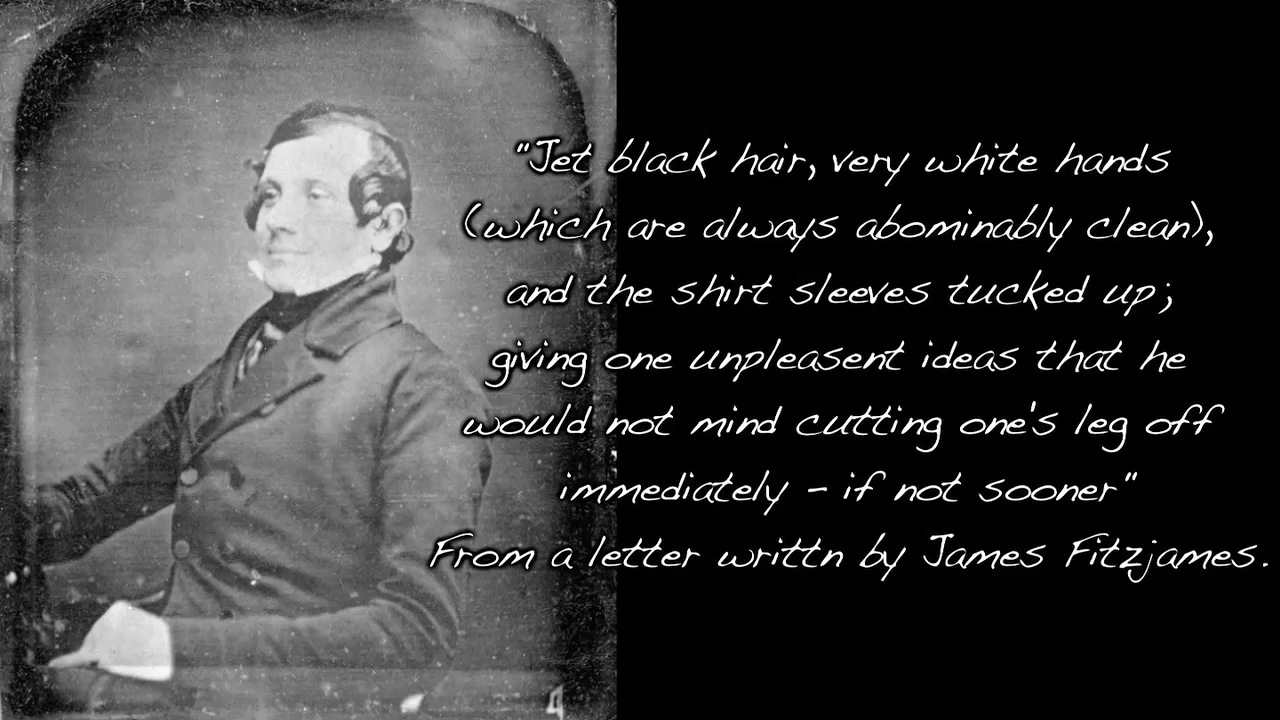 "Jet black hair, very white hands
(which are always abominably clean),
and the shirt sleeves tucked up;
giving one unpleasent ideas that he
would not mind cutting one's leg off
immediately - if not sooner"
From a letter writtn by James Fitzjames.
4